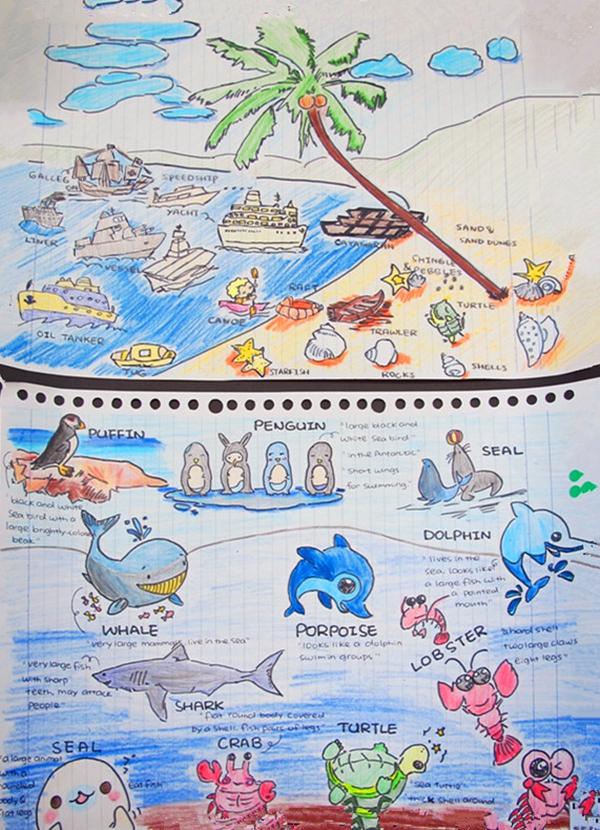 GALLEG
ON
SPEEDSHIP
YACHT
LINER
VESSEL
CATAMARAN
SAND &
SAND DUNES
SHINGLE
& PEBBLES
RAFT
TURTLE
CANOE
TRAWLER
OIL TANKER
TUG
STARFISH
ROCKS
SHELLS
PUFFIN
"black and white
Sea bird with a
large brightly-colored
beak"
PENGUIN
"large black and
white Sea bird"
"in the Antarctic"
"Short wings
for swimming"
SEAL
DOLPHIN
"lives in the
sea. looks like
a large fish with
a pointed
mouth"
WHALE
"very large mammals, live in the sea"
PORPOISE
"looks like a dolphin
swim in groups"
LOBSTER
"hard shell
two large claws
eight legs"
"very large fish
with sharp
teeth, may attack
people"
SHARK
"flat round body covered
by a shell, fish pairs of legs"
SEAL
"a large animal
with a
rounded
body &
flat legs
Eat fish"
CRAB
TURTLE
"Sea turtle"
thick shell around